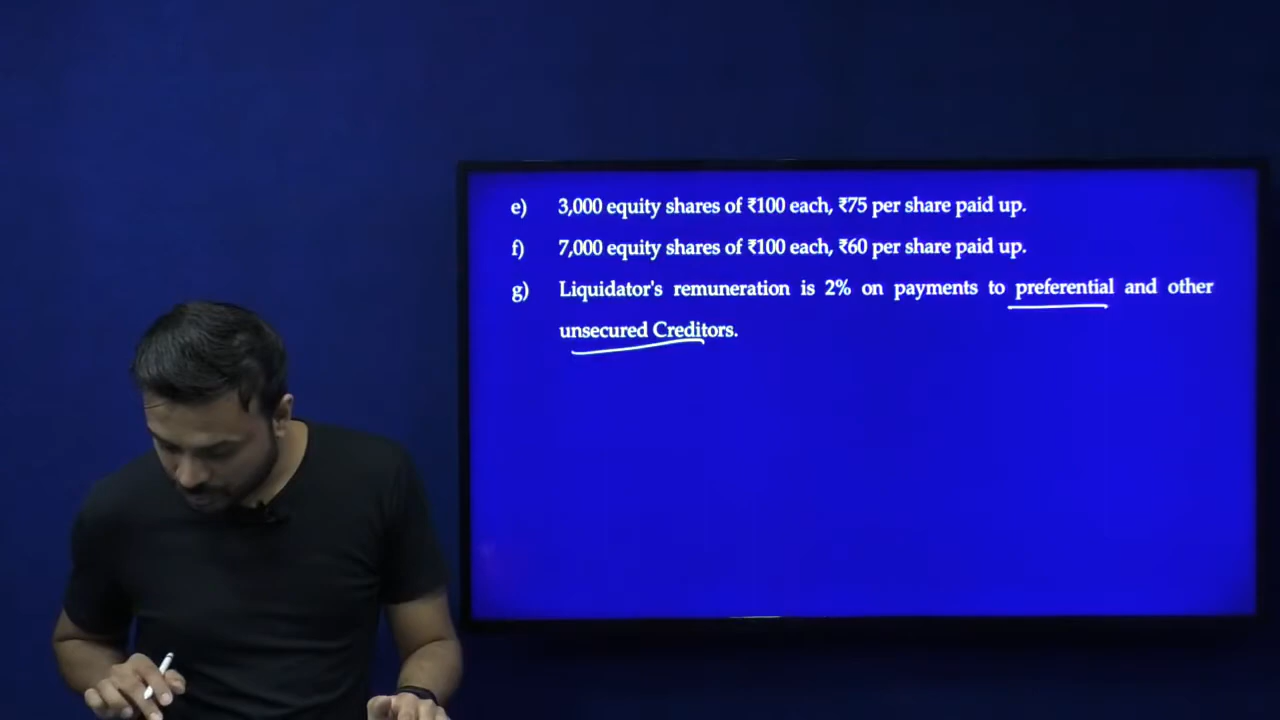 e) 3,000 equity shares of ₹100 each, ₹75 per share paid up.
f) 7,000 equity shares of ₹100 each, ₹60 per share paid up.
g) Liquidator's remuneration is 2% on payments to preferential and other
unsecured Creditors.